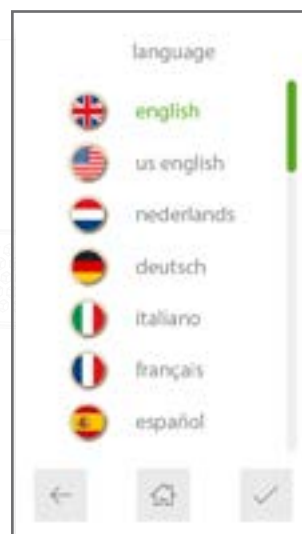 language
english
us english
nederlands
deutsch
italiano
français
español